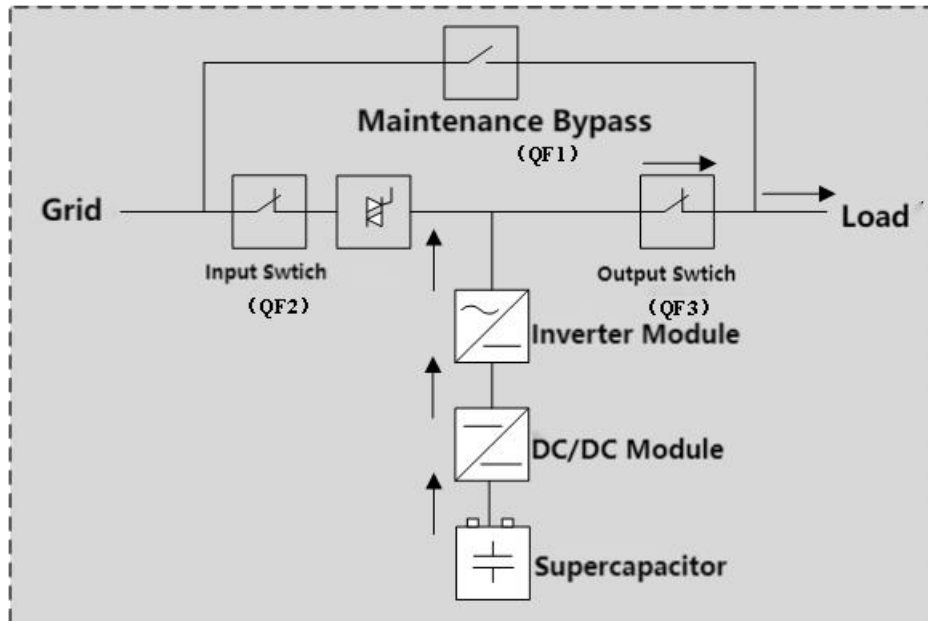 Maintenance Bypass
(QF1)
Grid
Load
Input Swtich
(QF2)
Output Swtich
(QF3)
Inverter Module
DC/DC Module
Supercapacitor